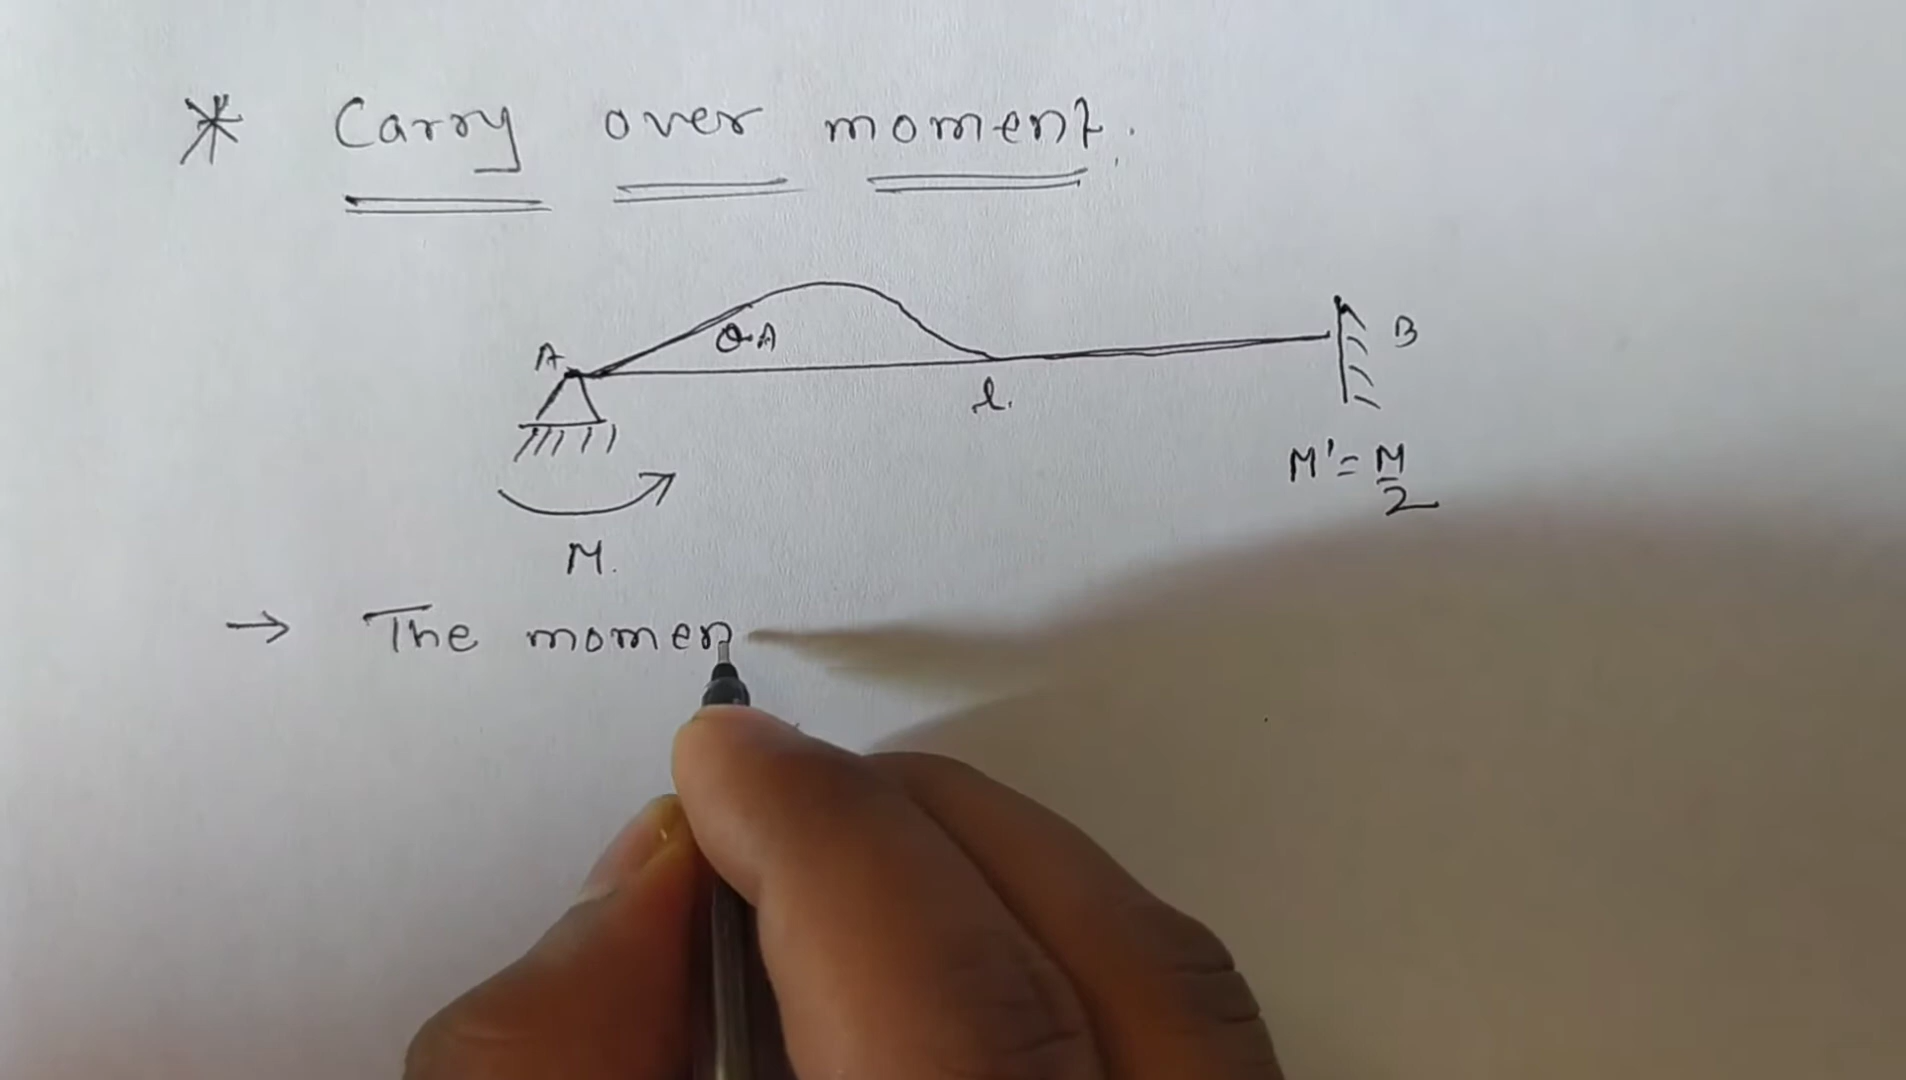 * Carry over moment.
A
θA
B
l.
M' = M/2
M.
→ The momen